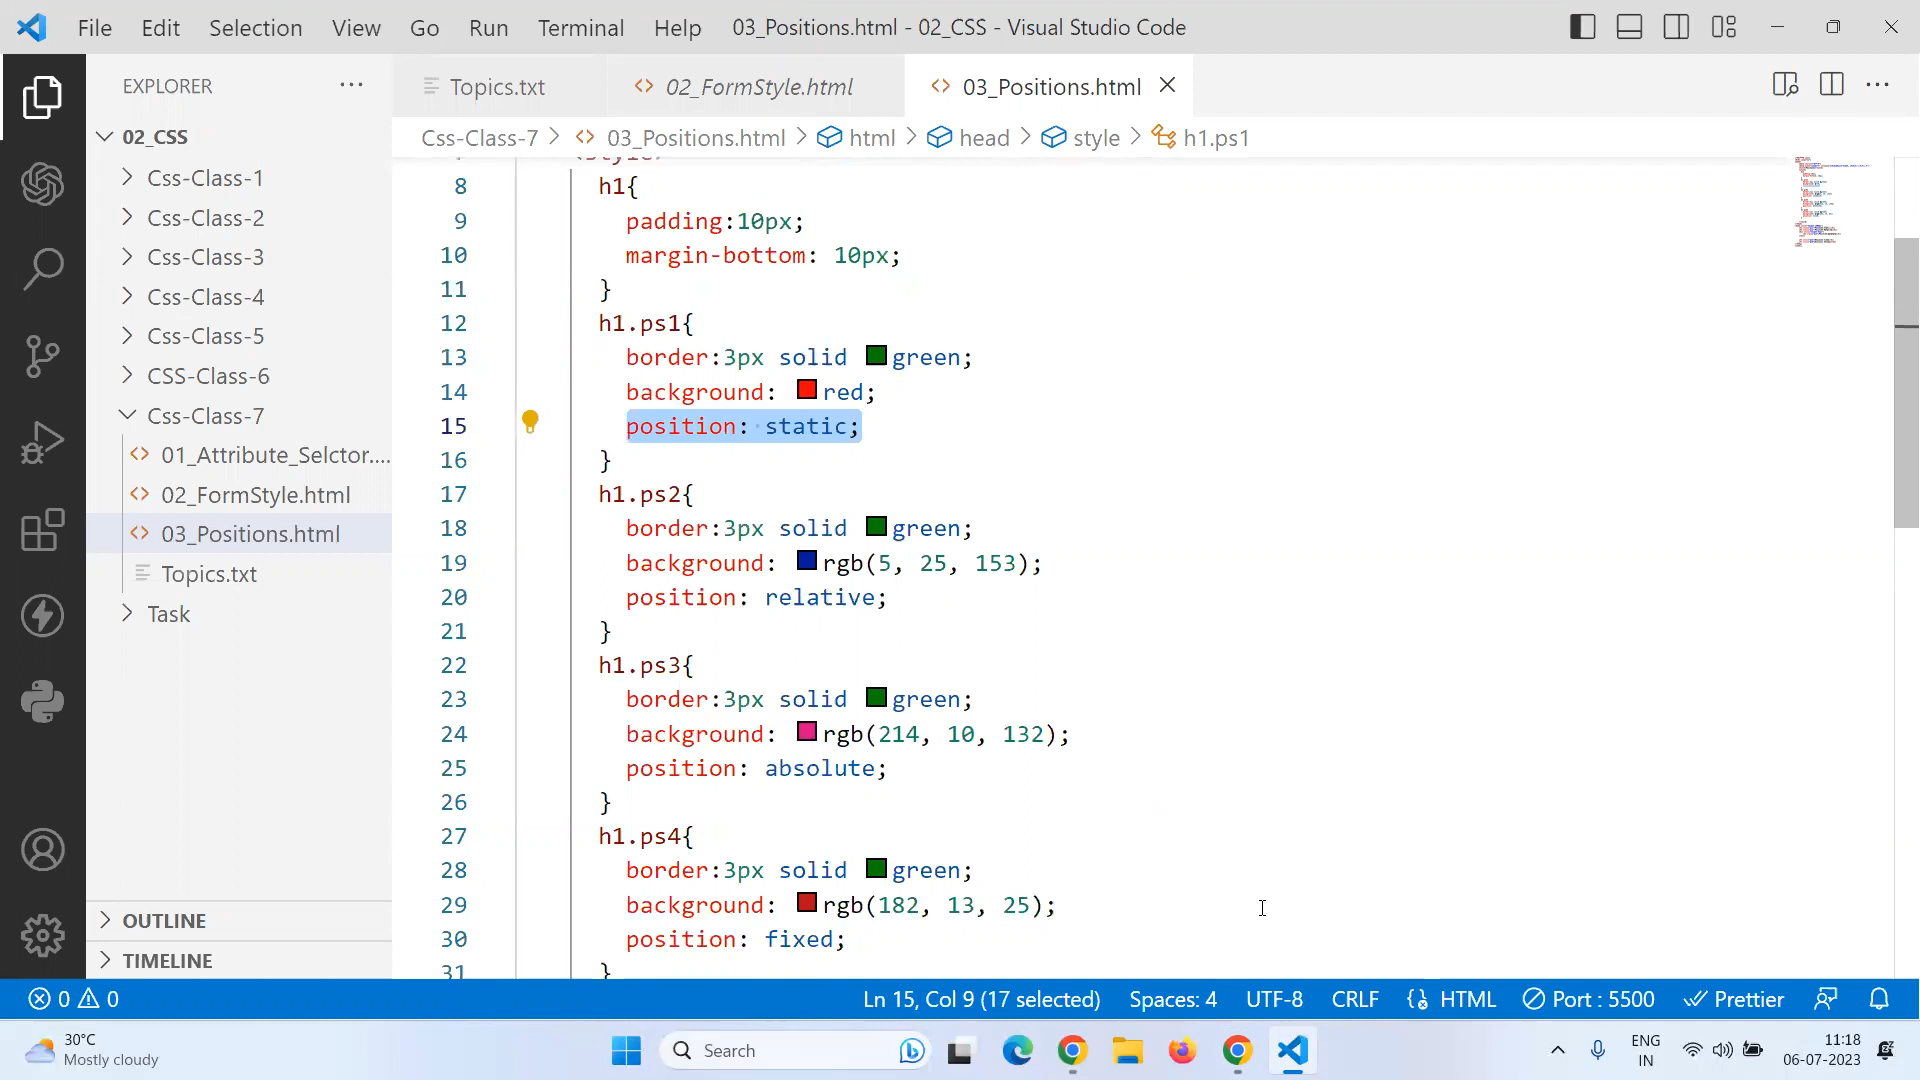 File Edit Selection View Go Run Terminal Help 03_Positions.html - 02_CSS - Visual Studio Code
EXPLORER
Topics.txt
02_FormStyle.html
03_Positions.html
02_CSS
Css-Class-7 > 03_Positions.html > html > head > style > h1.ps1
Css-Class-1
Css-Class-2
Css-Class-3
Css-Class-4
Css-Class-5
CSS-Class-6
Css-Class-7
01_Attribute_Selctor....
02_FormStyle.html
03_Positions.html
Topics.txt
Task
OUTLINE
TIMELINE
8 h1{
9 padding:10px;
10 margin-bottom: 10px;
11 }
12 h1.ps1{
13 border:3px solid green;
14 background: red;
15 position: static;
16 }
17 h1.ps2{
18 border:3px solid green;
19 background: rgb(5, 25, 153);
20 position: relative;
21 }
22 h1.ps3{
23 border:3px solid green;
24 background: rgb(214, 10, 132);
25 position: absolute;
26 }
27 h1.ps4{
28 border:3px solid green;
29 background: rgb(182, 13, 25);
30 position: fixed;
31 }
0 0 Ln 15, Col 9 (17 selected) Spaces: 4 UTF-8 CRLF HTML Port : 5500 Prettier
30°C
Mostly cloudy
Search
ENG
IN
11:18
06-07-2023